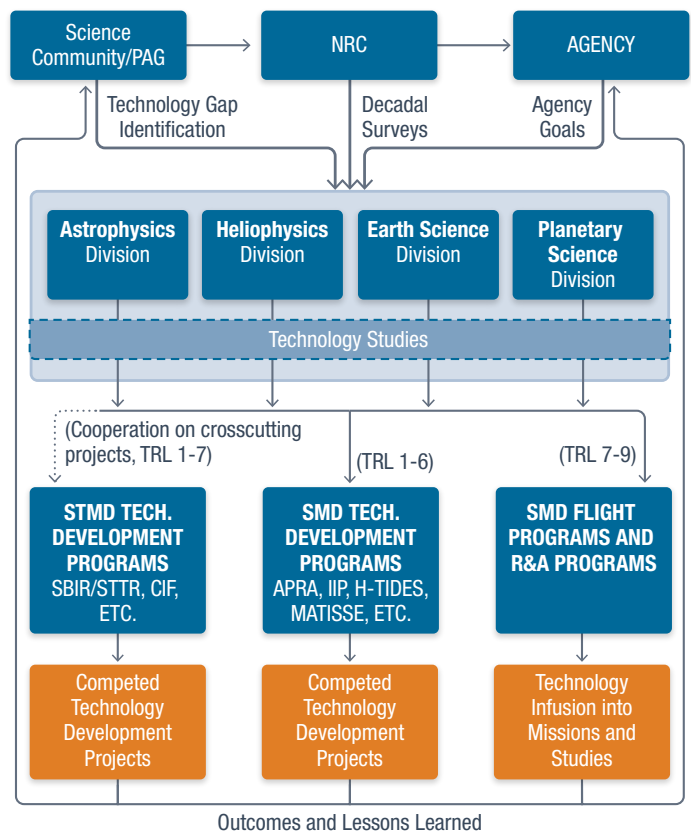 Science
Community/PAG
NRC
AGENCY
Technology Gap
Identification
Decadal
Surveys
Agency
Goals
Astrophysics
Division
Heliophysics
Division
Earth Science
Division
Planetary
Science
Division
Technology Studies
(Cooperation on crosscutting
projects, TRL 1-7)
(TRL 1-6)
(TRL 7-9)
STMD TECH.
DEVELOPMENT
PROGRAMS
SBIR/STTR, CIF,
ETC.
SMD TECH.
DEVELOPMENT
PROGRAMS
APRA, IIP, H-TIDES,
MATISSE, ETC.
SMD FLIGHT
PROGRAMS AND
R&A PROGRAMS
Competed
Technology
Development
Projects
Competed
Technology
Development
Projects
Technology
Infusion into
Missions and
Studies
Outcomes and Lessons Learned